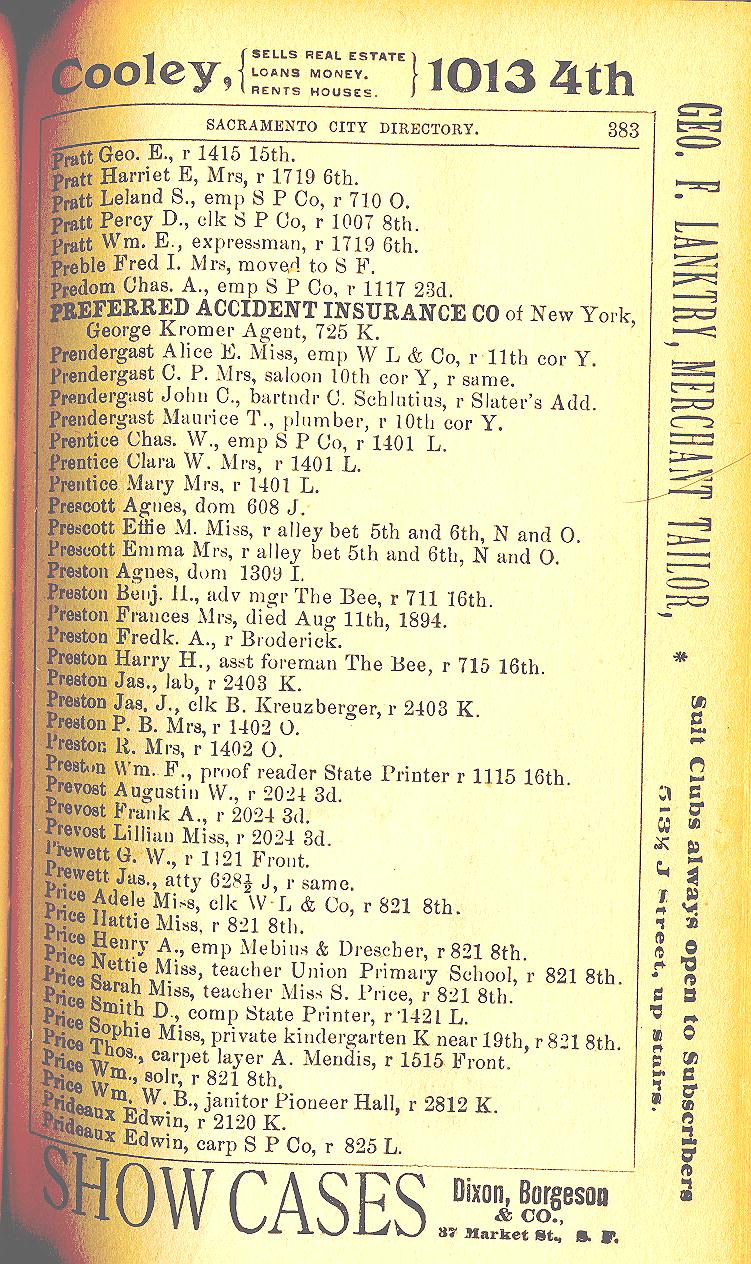 Cooley, { SELLS REAL ESTATE
LOANS MONEY.
RENTS HOUSES. } 1013 4th
SACRAMENTO CITY DIRECTORY. 383
Pratt Geo. E., r 1415 15th.
Pratt Harriet E, Mrs, r 1719 6th.
Pratt Leland S., emp S P Co, r 710 O.
Pratt Percy D., clk S P Co, r 1007 8th.
Pratt Wm. E., expressman, r 1719 6th.
Preble Fred I. Mrs, moved to S F.
Predom Chas. A., emp S P Co, r 1117 23d.
PREFERRED ACCIDENT INSURANCE CO of New York,
George Kromer Agent, 725 K.
Prendergast Alice E. Miss, emp W L & Co, r 11th cor Y.
Prendergast C. P. Mrs, saloon 10th cor Y, r same.
Prendergast John C., bartndr C. Schlutius, r Slater's Add.
Prendergast Maurice T., plumber, r 10th cor Y.
Prentice Chas. W., emp S P Co, r 1401 L.
Prentice Clara W. Mrs, r 1401 L.
Prentice Mary Mrs, r 1401 L.
Prescott Agnes, dom 608 J.
Prescott Effie M. Miss, r alley bet 5th and 6th, N and O.
Prescott Emma Mrs, r alley bet 5th and 6th, N and O.
Preston Agnes, dom 1309 I.
Preston Benj. H., adv mgr The Bee, r 711 16th.
Preston Frances Mrs, died Aug 11th, 1894.
Preston Fredk. A., r Broderick.
Preston Harry H., asst foreman The Bee, r 715 16th.
Preston Jas., lab, r 2403 K.
Preston Jas. J., clk B. Kreuzberger, r 2403 K.
Preston P. B. Mrs, r 1402 O.
Preston R. Mrs, r 1402 O.
Preston Wm. F., proof reader State Printer r 1115 16th.
Prevost Augustin W., r 2024 3d.
Prevost Frank A., r 2024 3d.
Prevost Lillian Miss, r 2024 3d.
Prewett G. W., r 1121 Front.
Prewett Jas., atty 628½ J, r same.
Price Adele Miss, clk W L & Co, r 821 8th.
Price Hattie Miss, r 821 8th.
Price Henry A., emp Mebius & Drescher, r 821 8th.
Price Nettie Miss, teacher Union Primary School, r 821 8th.
Price Sarah Miss, teacher Miss S. Price, r 821 8th.
Price Smith D., comp State Printer, r 1421 L.
Price Sophie Miss, private kindergarten K near 19th, r 821 8th.
Price Thos., carpet layer A. Mendis, r 1515 Front.
Price Wm., solr, r 821 8th.
Price Wm. W. B., janitor Pioneer Hall, r 2812 K.
Prideaux Edwin, r 2120 K.
Prideaux Edwin, carp S P Co, r 825 L.
SHOW CASES Dixon, Borgeson
& CO.,
37 Market St., S. F.
GEO. F. LANKTRY, MERCHANT TAILOR, * Suit Clubs always open to Subscribers
513½ J Street, up stairs.